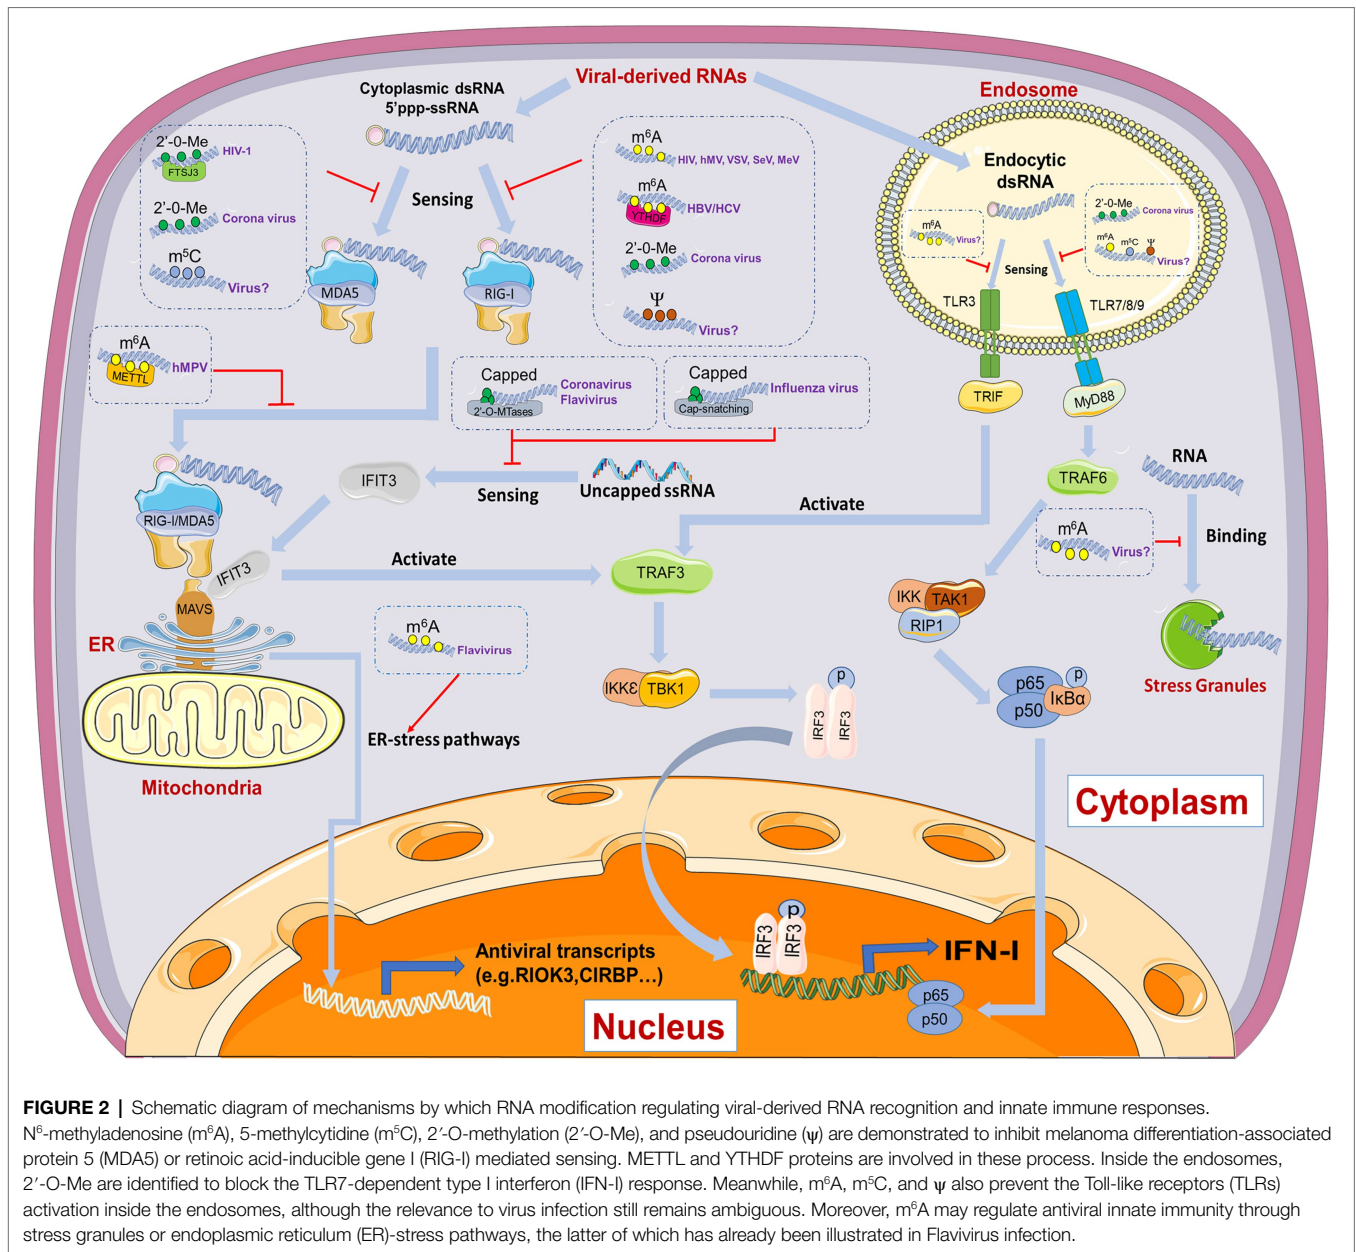 Viral-derived RNAs
Cytoplasmic dsRNA
5'ppp-ssRNA
Endosome
2'-0-Me
HIV-1
FTSJ3
2'-0-Me
Corona virus
m⁵C
Virus?
Sensing
MDA5
RIG-I
m⁶A
HIV, hMV, VSV, SeV, MeV
m⁶A
YTHDF
HBV/HCV
2'-0-Me
Corona virus
Ψ
Virus?
Endocytic
dsRNA
m⁶A
Virus?
Sensing
2'-0-Me
Corona virus
m⁶A
m⁵C
Ψ
Virus?
TLR3
TLR7/8/9
TRIF
MyD88
m⁶A
METTL
hMPV
Capped
2'-O-MTases
Coronavirus
Flavivirus
Capped
Cap-snatching
Influenza virus
IFIT3
Sensing
Uncapped ssRNA
RIG-I/MDA5
IFIT3
MAVS
ER
Mitochondria
Activate
Activate
TRAF3
TRAF6
RNA
m⁶A
Virus?
Binding
Stress Granules
m⁶A
Flavivirus
ER-stress pathways
IKKƐ
TBK1
p
IRF3
IRF3
IKK
TAK1
RIP1
p65
p50
p
IκBα
Cytoplasm
Antiviral transcripts
(e.g.RIOK3,CIRBP...)
p
IRF3
IRF3
IFN-I
p65
p50
Nucleus
FIGURE 2 | Schematic diagram of mechanisms by which RNA modification regulating viral-derived RNA recognition and innate immune responses.
N⁶-methyladenosine (m⁶A), 5-methylcytidine (m⁵C), 2′-O-methylation (2′-O-Me), and pseudouridine (ψ) are demonstrated to inhibit melanoma differentiation-associated
protein 5 (MDA5) or retinoic acid-inducible gene I (RIG-I) mediated sensing. METTL and YTHDF proteins are involved in these process. Inside the endosomes,
2′-O-Me are identified to block the TLR7-dependent type I interferon (IFN-I) response. Meanwhile, m⁶A, m⁵C, and ψ also prevent the Toll-like receptors (TLRs)
activation inside the endosomes, although the relevance to virus infection still remains ambiguous. Moreover, m⁶A may regulate antiviral innate immunity through
stress granules or endoplasmic reticulum (ER)-stress pathways, the latter of which has already been illustrated in Flavivirus infection.